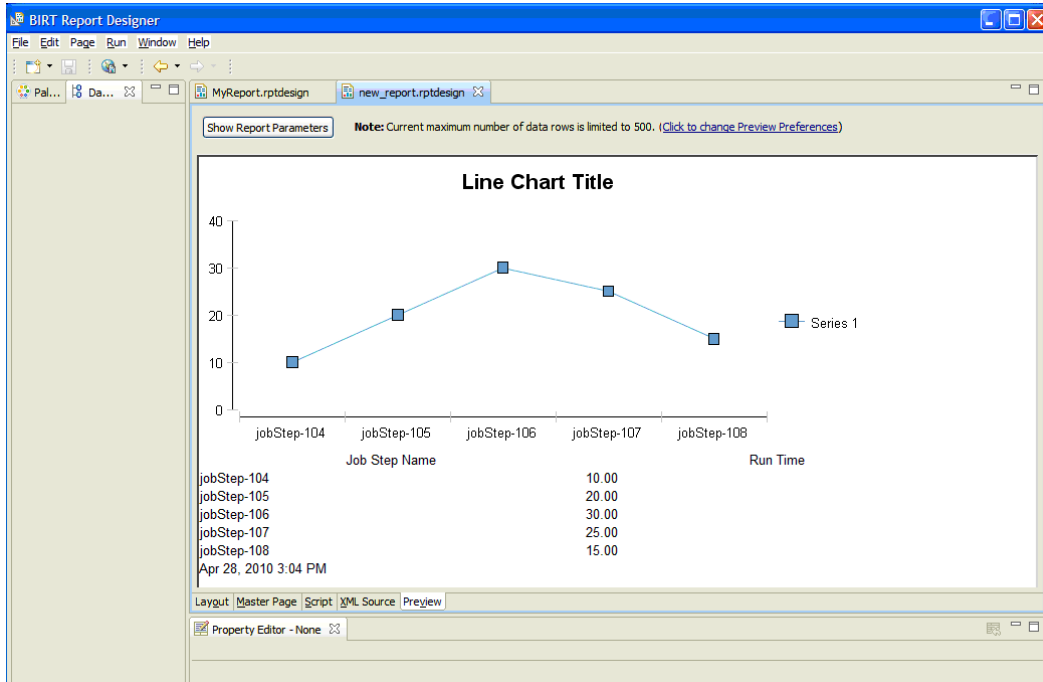 BIRT Report Designer
File Edit Page Run Window Help
Pal... Da... MyReport.rptdesign new_report.rptdesign
Show Report Parameters Note: Current maximum number of data rows is limited to 500. (Click to change Preview Preferences)
Line Chart Title
40
30
20
10
0
Series 1
jobStep-104 jobStep-105 jobStep-106 jobStep-107 jobStep-108
Job Step Name Run Time
jobStep-104 10.00
jobStep-105 20.00
jobStep-106 30.00
jobStep-107 25.00
jobStep-108 15.00
Apr 28, 2010 3:04 PM
Layout Master Page Script XML Source Preview
Property Editor - None